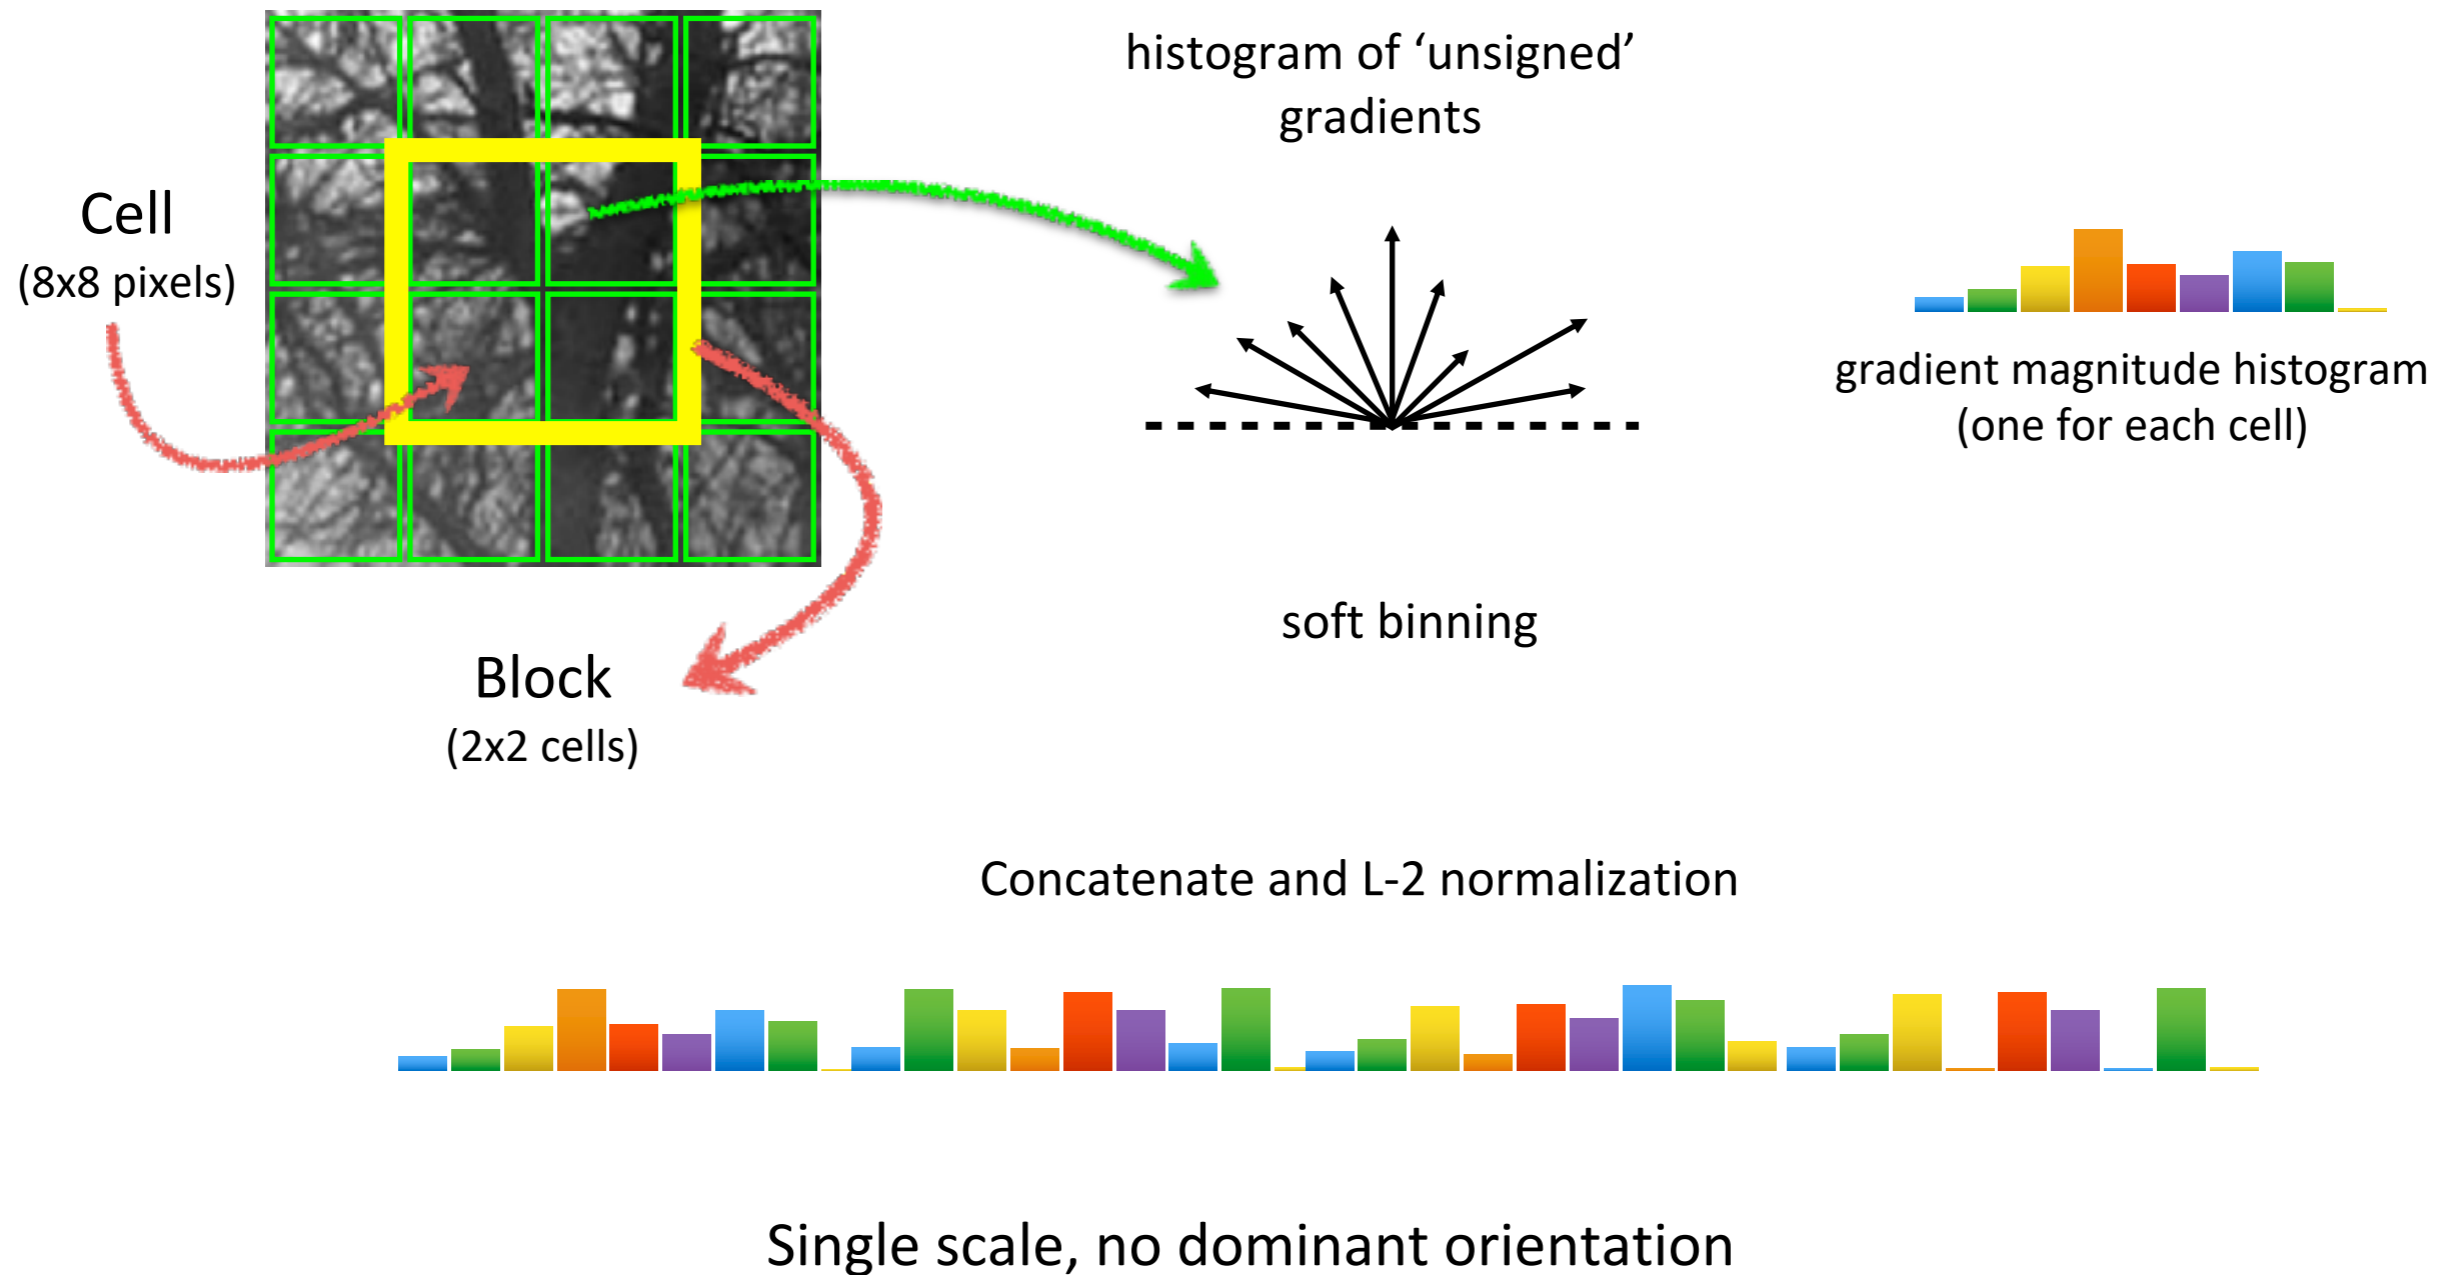 histogram of ‘unsigned’
gradients
Cell
(8x8 pixels)
gradient magnitude histogram
(one for each cell)
soft binning
Block
(2x2 cells)
Concatenate and L-2 normalization
Single scale, no dominant orientation